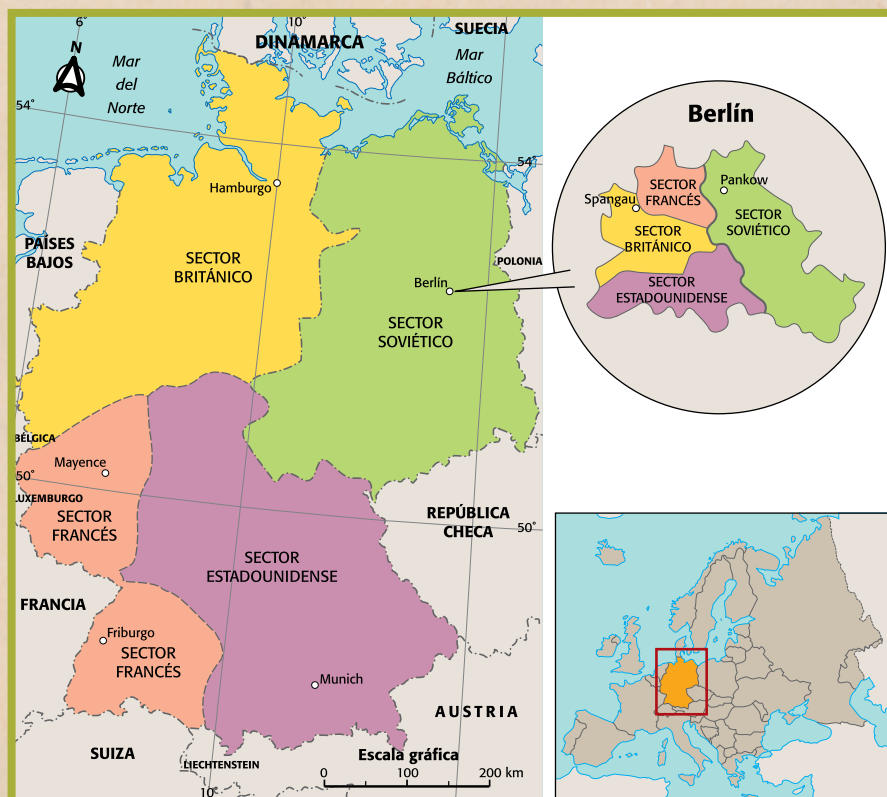 6°
10°
N
DINAMARCA
SUECIA
Mar
del
Norte
Mar
Báltico
54°
54°
Hamburgo
PAÍSES
BAJOS
SECTOR
BRITÁNICO
POLONIA
Berlín
SECTOR
SOVIÉTICO
BÉLGICA
Mayence
50°
LUXEMBURGO
SECTOR
FRANCÉS
REPÚBLICA
CHECA
50°
SECTOR
ESTADOUNIDENSE
FRANCIA
Friburgo
SECTOR
FRANCÉS
Munich
AUSTRIA
SUIZA
LIECHTENSTEIN
Escala gráfica
0 100 200 km
10°
Berlín
SECTOR
FRANCÉS
Pankow
Spangau
SECTOR
BRITÁNICO
SECTOR
SOVIÉTICO
SECTOR
ESTADOUNIDENSE